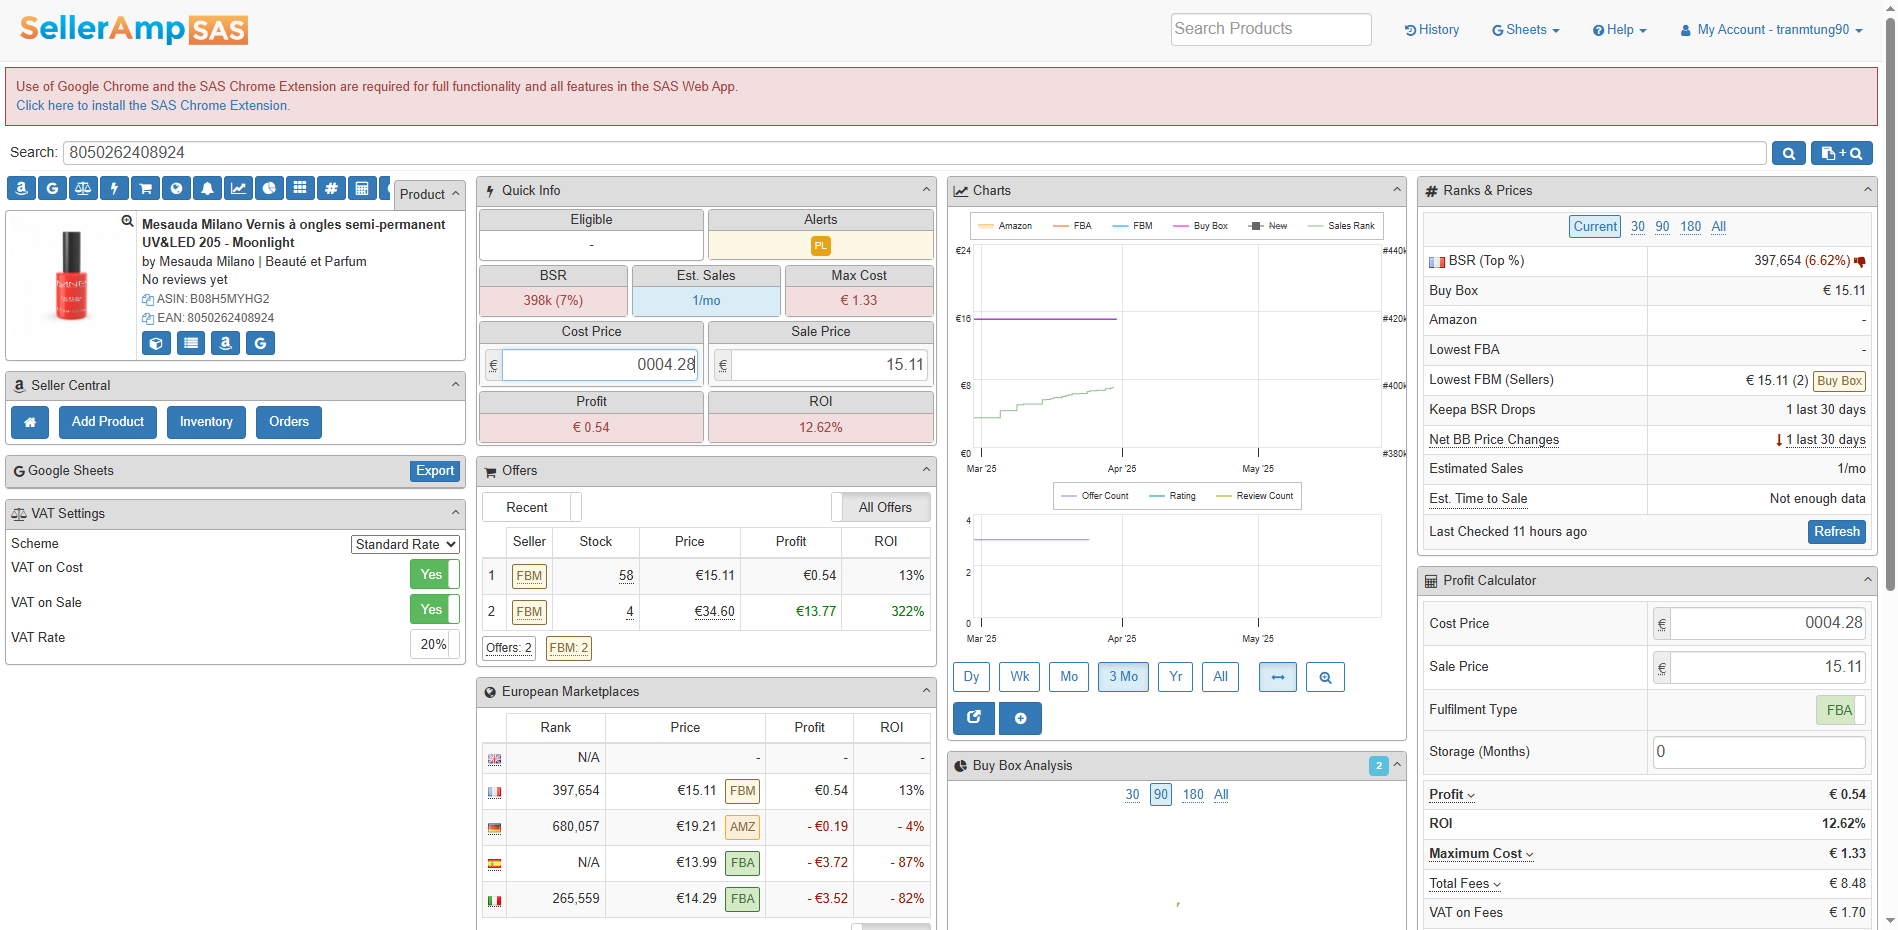 SellerAmp SAS
Search Products
History
Sheets
Help
My Account - tranmtung90
Use of Google Chrome and the SAS Chrome Extension are required for full functionality and all features in the SAS Web App.
Click here to install the SAS Chrome Extension.
Search: 8050262408924
+
Product
Mesauda Milano Vernis à ongles semi-permanent
UV&LED 205 - Moonlight
by Mesauda Milano | Beauté et Parfum
No reviews yet
ASIN: B08H5MYHG2
EAN: 8050262408924
Seller Central
Add Product Inventory Orders
Google Sheets Export
VAT Settings
Scheme Standard Rate
VAT on Cost Yes
VAT on Sale Yes
VAT Rate 20%
Quick Info
Eligible Alerts
- PL
BSR Est. Sales Max Cost
398k (7%) 1/mo € 1.33
Cost Price Sale Price
€ 0004.28 € 15.11
Profit ROI
€ 0.54 12.62%
Offers
Recent All Offers
Seller Stock Price Profit ROI
1 FBM 58 €15.11 €0.54 13%
2 FBM 4 €34.60 €13.77 322%
Offers: 2 FBM: 2
European Marketplaces
Rank Price Profit ROI
N/A - - -
397,654 €15.11 FBM €0.54 13%
680,057 €19.21 AMZ - €0.19 - 4%
N/A €13.99 FBA - €3.72 - 87%
265,559 €14.29 FBA - €3.52 - 82%
Charts
Amazon FBA FBM Buy Box New Sales Rank
€24 #440k
€16 #420k
€8 #400k
€0 #380k
Mar '25 Apr '25 May '25
Offer Count Rating Review Count
4
2
0
Mar '25 Apr '25 May '25
Dy Wk Mo 3 Mo Yr All
Buy Box Analysis 2
30 90 180 All
Ranks & Prices
Current 30 90 180 All
BSR (Top %) 397,654 (6.62%)
Buy Box € 15.11
Amazon -
Lowest FBA -
Lowest FBM (Sellers) € 15.11 (2) Buy Box
Keepa BSR Drops 1 last 30 days
Net BB Price Changes 1 last 30 days
Estimated Sales 1/mo
Est. Time to Sale Not enough data
Last Checked 11 hours ago Refresh
Profit Calculator
Cost Price € 0004.28
Sale Price € 15.11
Fulfilment Type FBA
Storage (Months) 0
Profit € 0.54
ROI 12.62%
Maximum Cost € 1.33
Total Fees € 8.48
VAT on Fees € 1.70